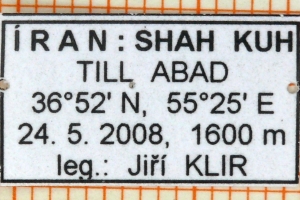 ÍRAN: SHAH KUH
TILL ABAD
36°52' N, 55°25' E
24. 5. 2008, 1600 m
leg.: Jiří KLIR